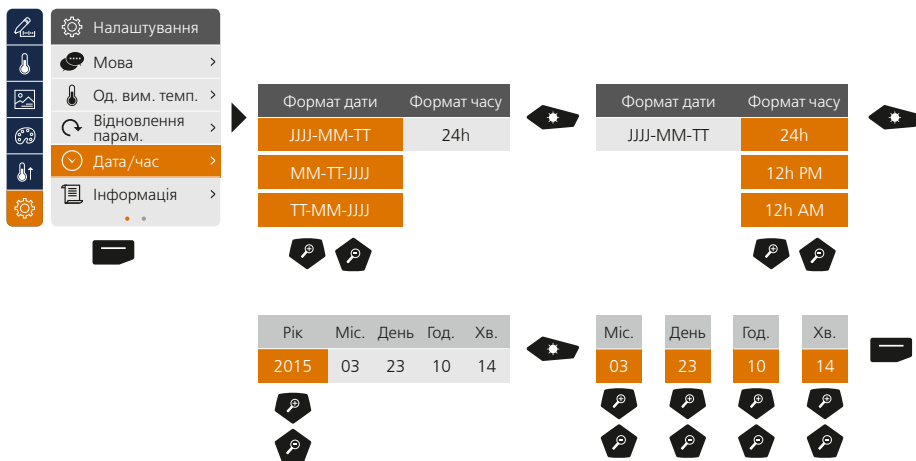 Налаштування
Мова
Од. вим. темп.
Відновлення
парам.
Дата/час
Інформація
Формат дати Формат часу
JJJJ-MM-TT 24h
MM-TT-JJJJ
TT-MM-JJJJ
Формат дати Формат часу
JJJJ-MM-TT 24h
12h PM
12h AM
Рік Міс. День Год. Хв.
2015 03 23 10 14
Міс. День Год. Хв.
03 23 10 14